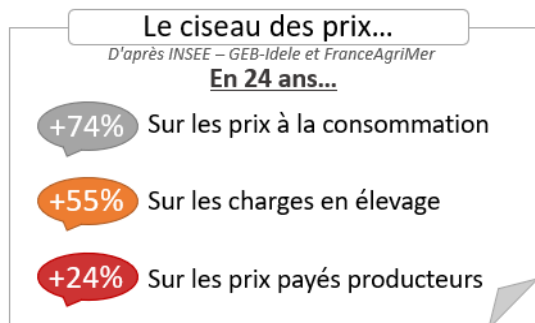 Le ciseau des prix...
D'après INSEE – GEB-Idele et FranceAgriMer
En 24 ans...
+74% Sur les prix à la consommation
+55% Sur les charges en élevage
+24% Sur les prix payés producteurs